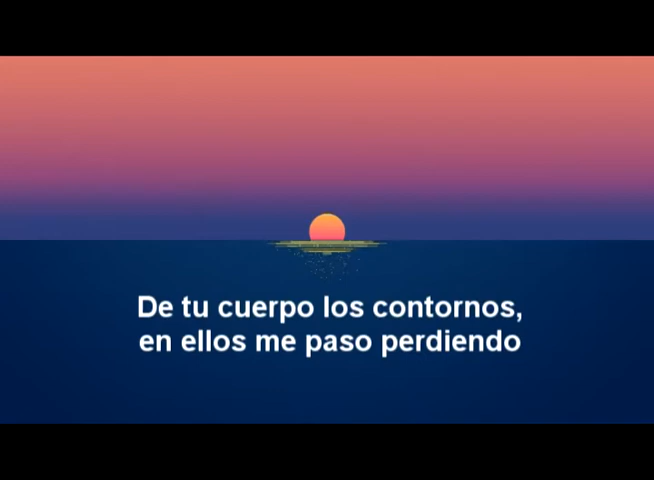 De tu cuerpo los contornos,
en ellos me paso perdiendo